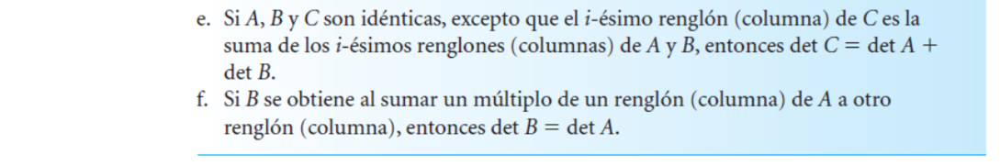 e. Si A, B y C son idénticas, excepto que el i-ésimo renglón (columna) de C es la
suma de los i-ésimos renglones (columnas) de A y B, entonces det C = det A +
det B.
f. Si B se obtiene al sumar un múltiplo de un renglón (columna) de A a otro
renglón (columna), entonces det B = det A.